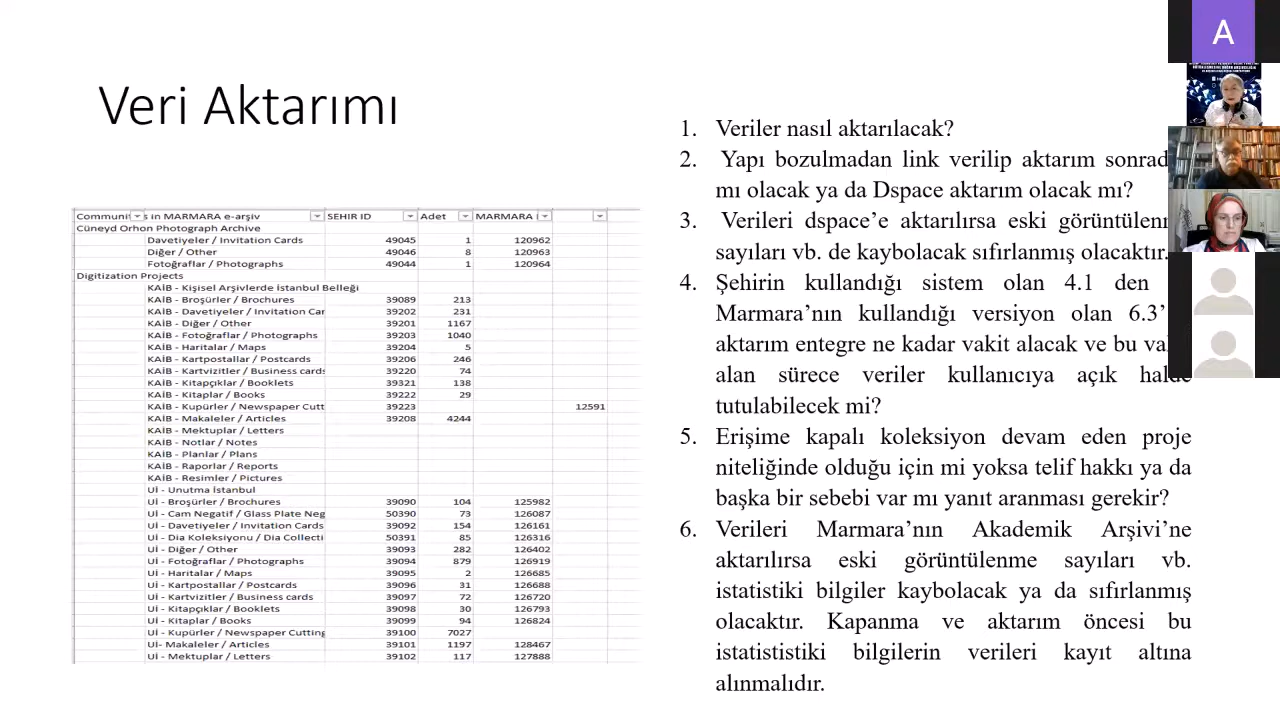 Veri Aktarımı
A
Communit s in MARMARA e-arşiv SEHIR ID Adet MARMARA I
Cüneyd Orhon Photograph Archive
Davetiyeler / Invitation Cards 49045 1 120962
Diğer / Other 49046 8 120963
Fotoğraflar / Photographs 49044 1 120964
Digitization Projects
KAİB - Kişisel Arşivlerde İstanbul Belleği
KAİB - Broşürler / Brochures 39089 213
KAİB - Davetiyeler / Invitation Car 39202 231
KAİB - Diğer / Other 39201 1167
KAİB - Fotoğraflar / Photographs 39203 1040
KAİB - Haritalar / Maps 39204 5
KAİB - Kartpostallar / Postcards 39206 246
KAİB - Kartvizitler / Business cards 39220 74
KAİB - Kitapçıklar / Booklets 39321 138
KAİB - Kitaplar / Books 39222 29
KAİB - Kupürler / Newspaper Cutt 39223 12591
KAİB - Makaleler / Articles 39208 4244
KAİB - Mektuplar / Letters
KAİB - Notlar / Notes
KAİB - Planlar / Plans
KAİB - Raporlar / Reports
KAİB - Resimler / Pictures
Uİ - Unutma İstanbul
Uİ - Broşürler / Brochures 39090 104 125982
Uİ - Cam Negatif / Glass Plate Neg 50390 73 126087
Uİ - Davetiyeler / Invitation Cards 39092 154 126161
Uİ - Dia Koleksiyonu / Dia Collecti 50391 85 126316
Uİ - Diğer / Other 39093 282 126402
Uİ - Fotoğraflar / Photographs 39094 879 126919
Uİ - Haritalar / Maps 39095 2 126685
Uİ - Kartpostallar / Postcards 39096 31 126688
Uİ - Kartvizitler / Business cards 39097 72 126720
Uİ - Kitapçıklar / Booklets 39098 30 126793
Uİ - Kitaplar / Books 39099 94 126824
Uİ - Kupürler / Newspaper Cutting 39100 7027
Uİ- Makaleler / Articles 39101 1197 128467
Uİ - Mektuplar / Letters 39102 117 127888
1. Veriler nasıl aktarılacak?
2. Yapı bozulmadan link verilip aktarım sonrad
mı olacak ya da Dspace aktarım olacak mı?
3. Verileri dspace’e aktarılırsa eski görüntülenm
sayıları vb. de kaybolacak sıfırlanmış olacaktır.
4. Şehirin kullandığı sistem olan 4.1 den
Marmara’nın kullandığı versiyon olan 6.3’
aktarım entegre ne kadar vakit alacak ve bu va
alan sürece veriler kullanıcıya açık halde
tutulabilecek mi?
5. Erişime kapalı koleksiyon devam eden proje
niteliğinde olduğu için mi yoksa telif hakkı ya da
başka bir sebebi var mı yanıt aranması gerekir?
6. Verileri Marmara’nın Akademik Arşivi’ne
aktarılırsa eski görüntülenme sayıları vb.
istatistiki bilgiler kaybolacak ya da sıfırlanmış
olacaktır. Kapanma ve aktarım öncesi bu
istatististiki bilgilerin verileri kayıt altına
alınmalıdır.